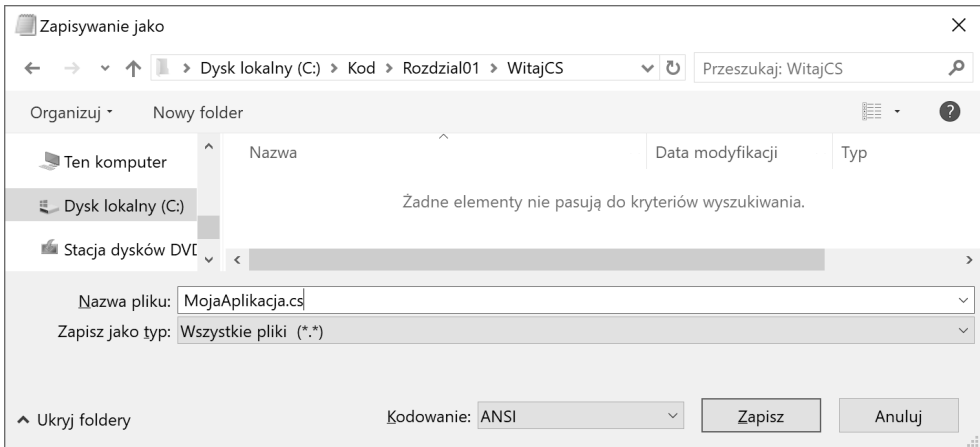 Zapisywanie jako
Dysk lokalny (C:) > Kod > Rozdzial01 > WitajCS Przeszukaj: WitajCS
Organizuj Nowy folder ?
Nazwa Data modyfikacji Typ
Ten komputer
Dysk lokalny (C:)
Stacja dysków DVD
Żadne elementy nie pasują do kryteriów wyszukiwania.
Nazwa pliku: MojaAplikacja.cs
Zapisz jako typ: Wszystkie pliki (*.*)
Ukryj foldery Kodowanie: ANSI Zapisz Anuluj